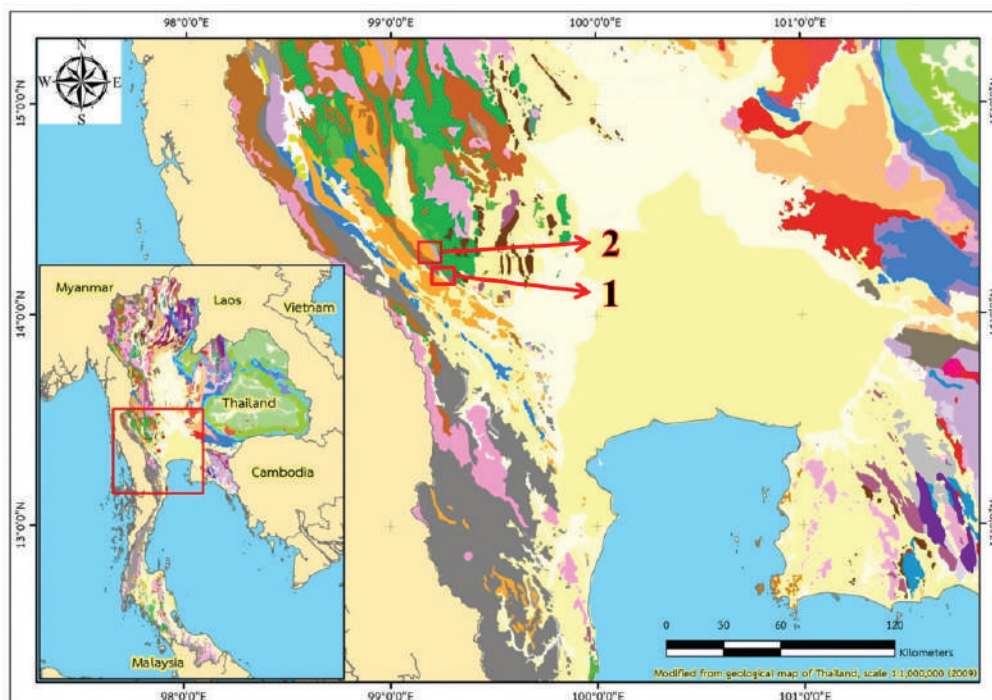 98°0'0"E 99°0'0"E 100°0'0"E 101°0'0"E
N
W E
S
15°0'0"N
2
1
14°0'0"N
13°0'0"N
Myanmar
Laos
Vietnam
Thailand
Cambodia
Malaysia
0 30 60 120
Kilometers
Modified from geological map of Thailand, scale 1:1,000,000 (2009)
98°0'0"E 99°0'0"E 100°0'0"E 101°0'0"E